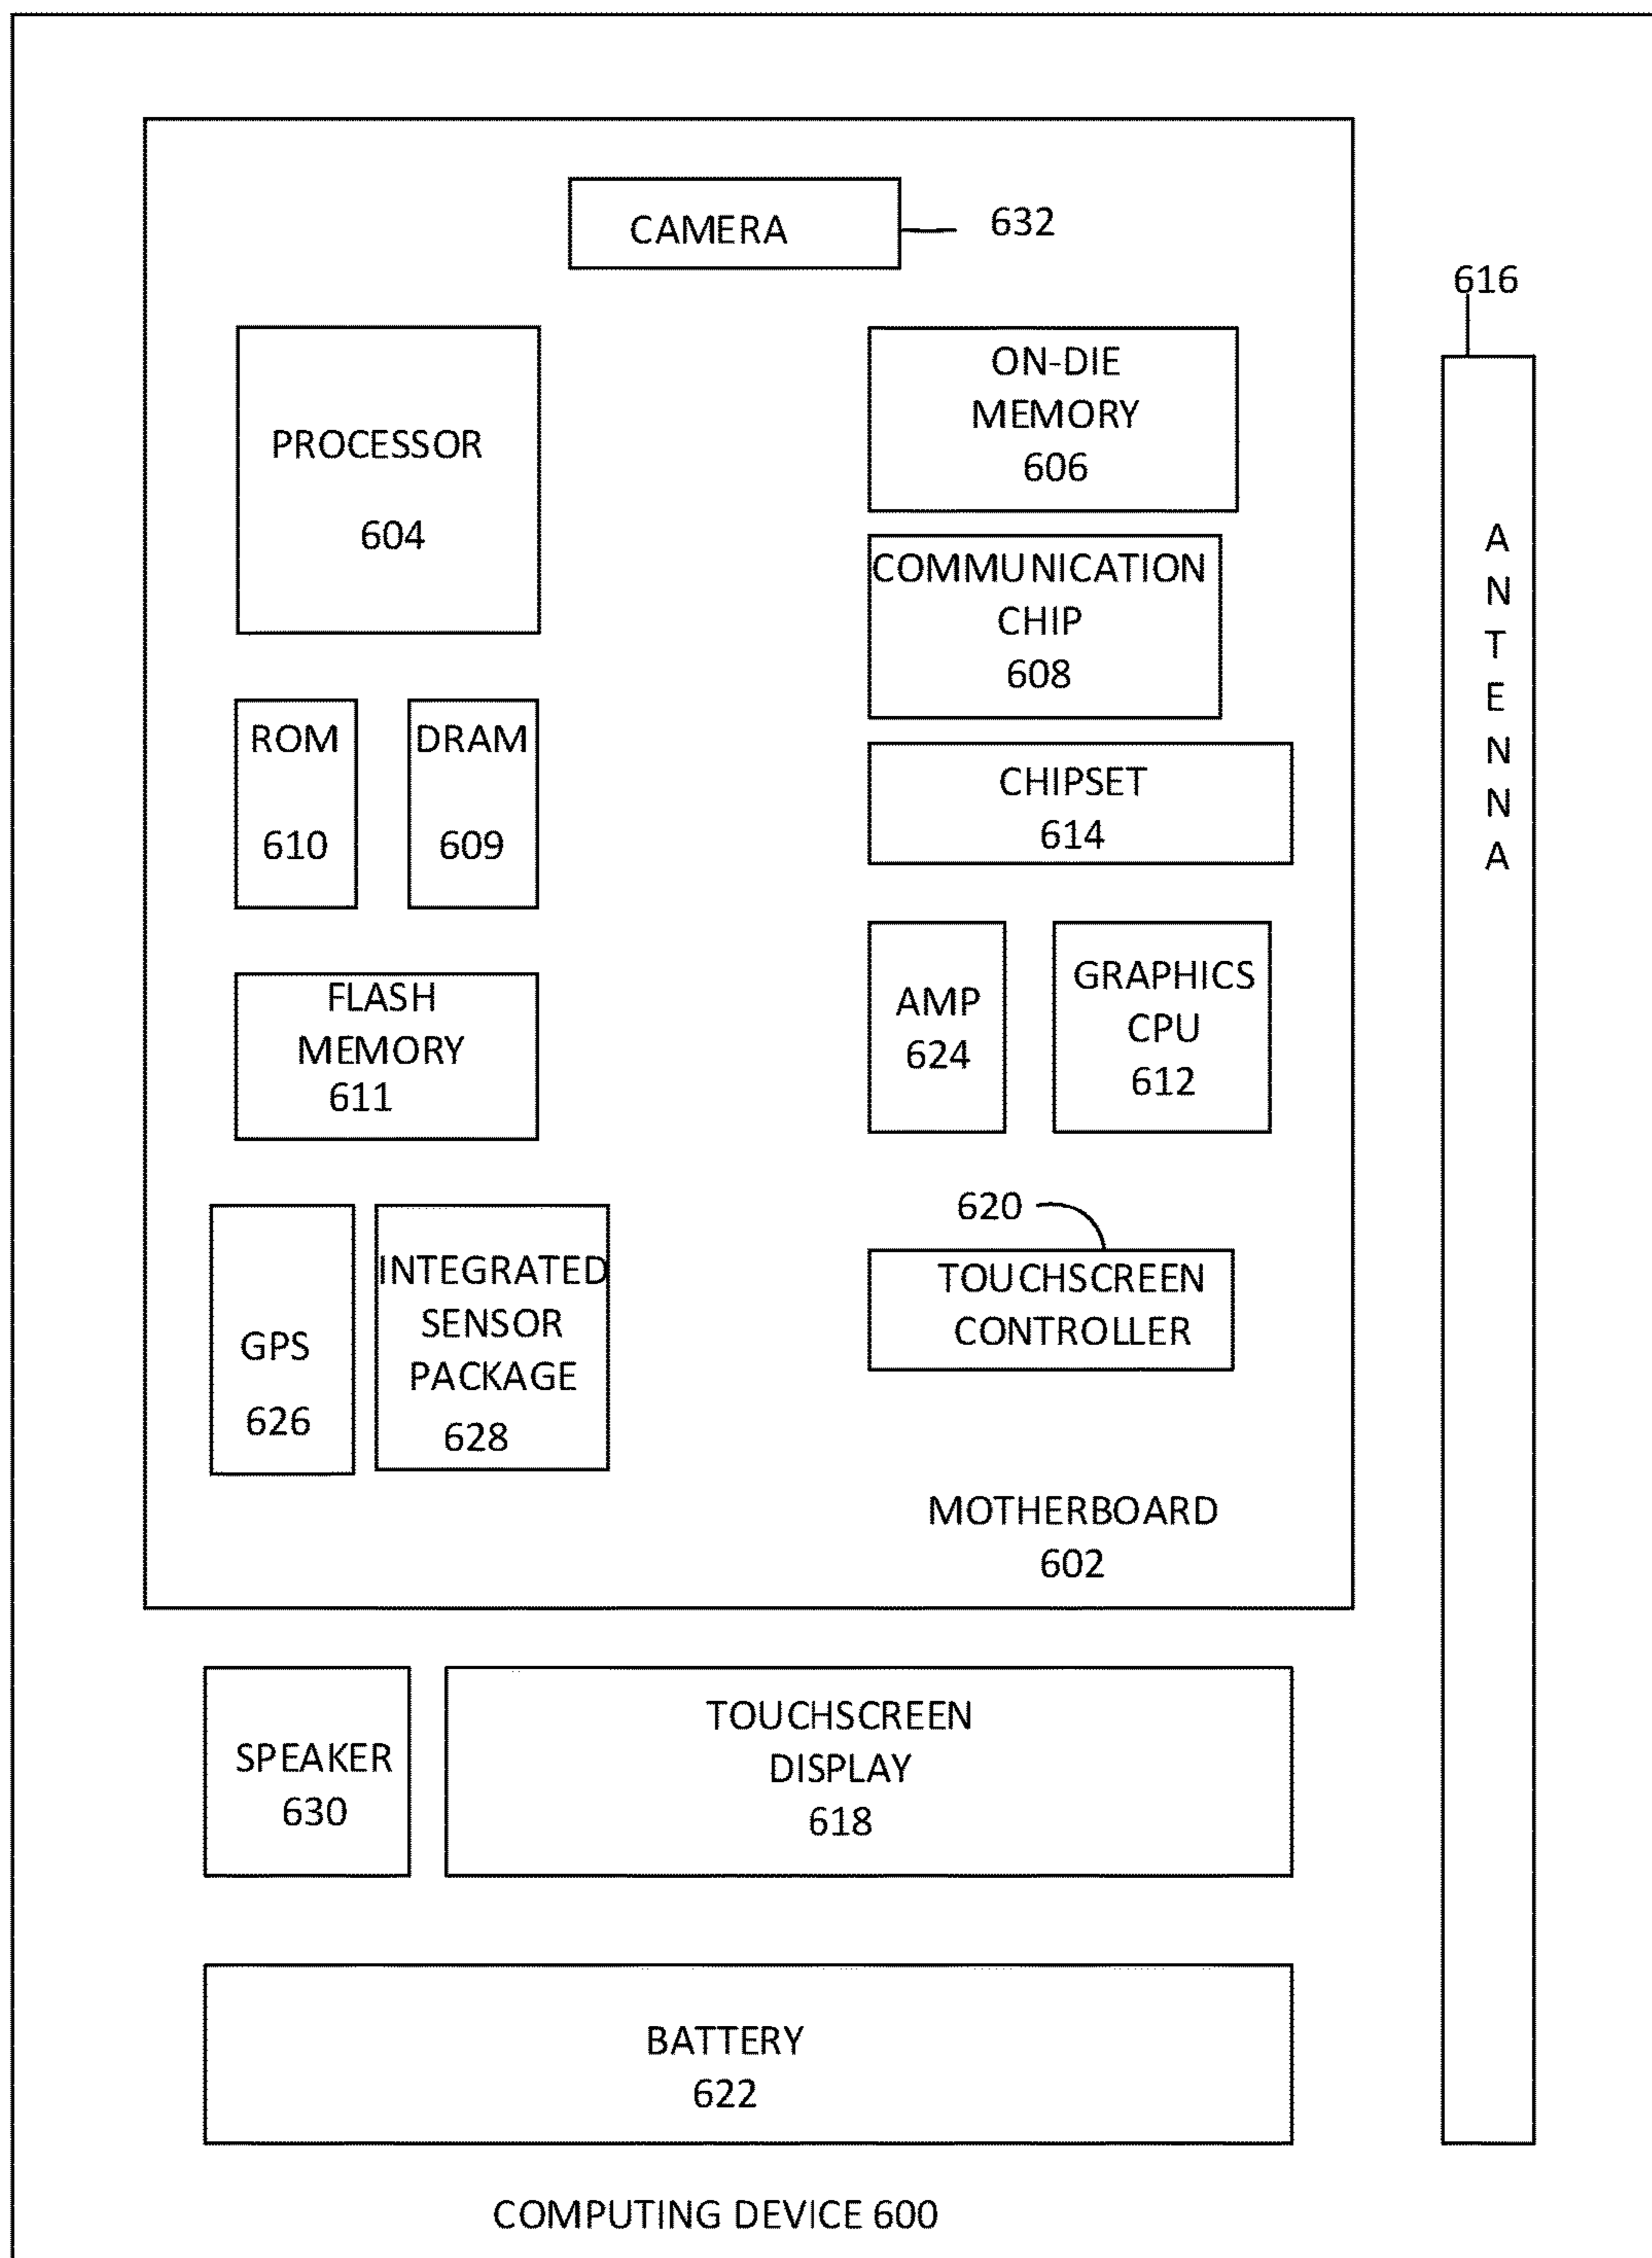 CAMERA
632
616
PROCESSOR
604
ON-DIE
MEMORY
606
COMMUNICATION
CHIP
608
ANTENNA
ROM
610
DRAM
609
CHIPSET
614
FLASH
MEMORY
611
AMP
624
GRAPHICS
CPU
612
GPS
626
INTEGRATED
SENSOR
PACKAGE
628
620
TOUCHSCREEN
CONTROLLER
MOTHERBOARD
602
SPEAKER
630
TOUCHSCREEN
DISPLAY
618
BATTERY
622
COMPUTING DEVICE 600